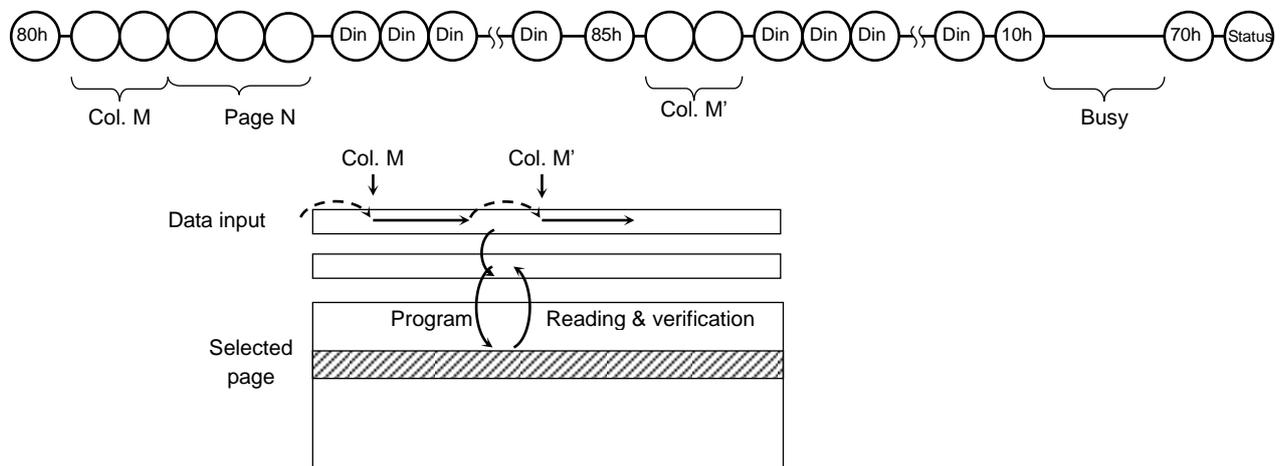 80h Din Din Din Din 85h Din Din Din Din 10h 70h Status
Col. M Page N Col. M’ Busy
Col. M Col. M’
Data input
Program Reading & verification
Selected
page